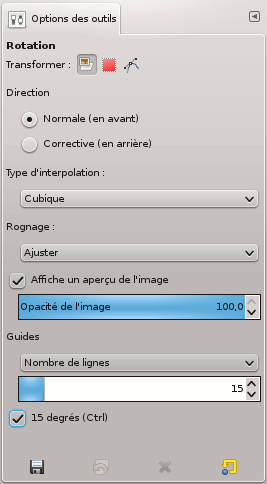 Options des outils
Rotation
Transformer :
Direction
Normale (en avant)
Corrective (en arrière)
Type d'interpolation :
Cubique
Rognage :
Ajuster
Affiche un aperçu de l'image
Opacité de l'image 100,0
Guides
Nombre de lignes
15
15 degrés (Ctrl)